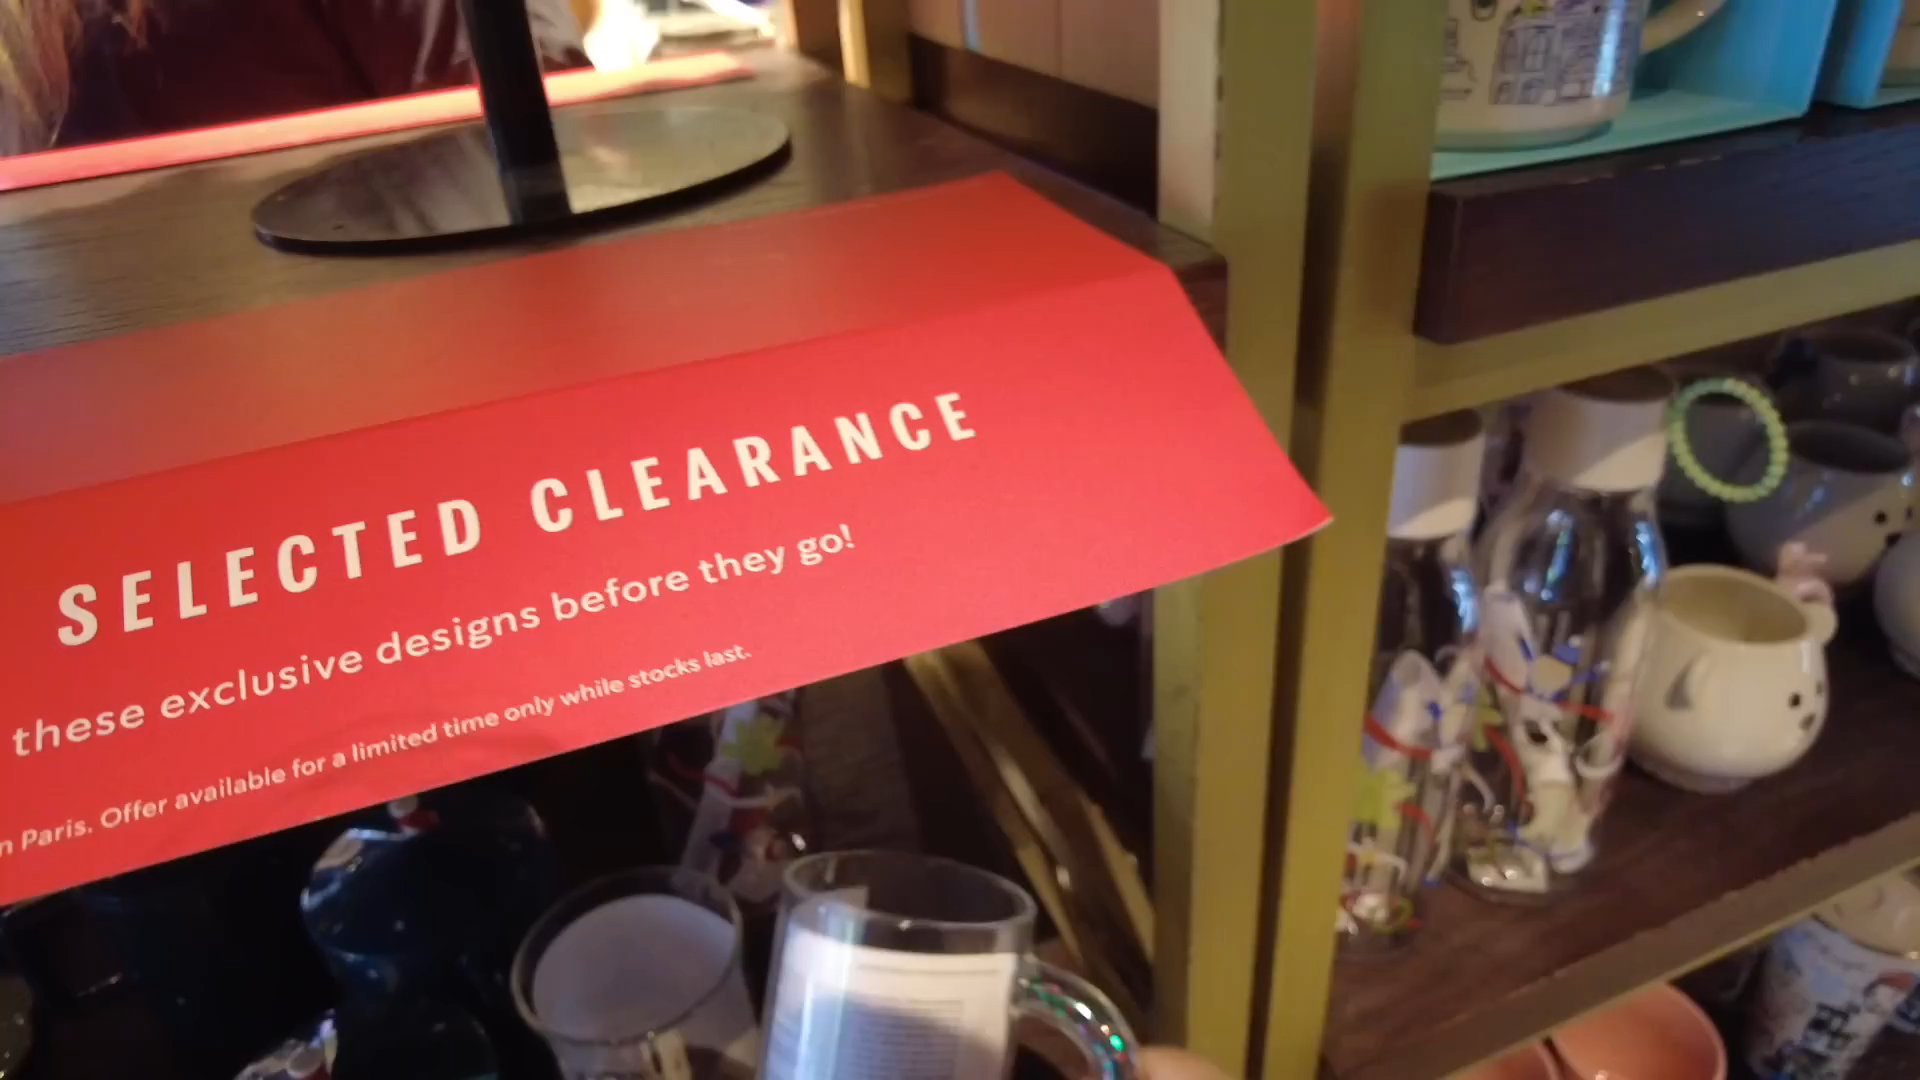 SELECTED CLEARANCE
these exclusive designs before they go!
n Paris. Offer available for a limited time only while stocks last.